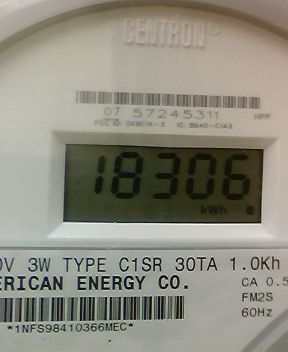 CENTRON®
07 57245311
18306
kWh
0V 3W TYPE C1SR 30TA 1.0Kh
ERICAN ENERGY CO. CA 0.5
FM2S
60Hz
*1NFS98410366MEC*